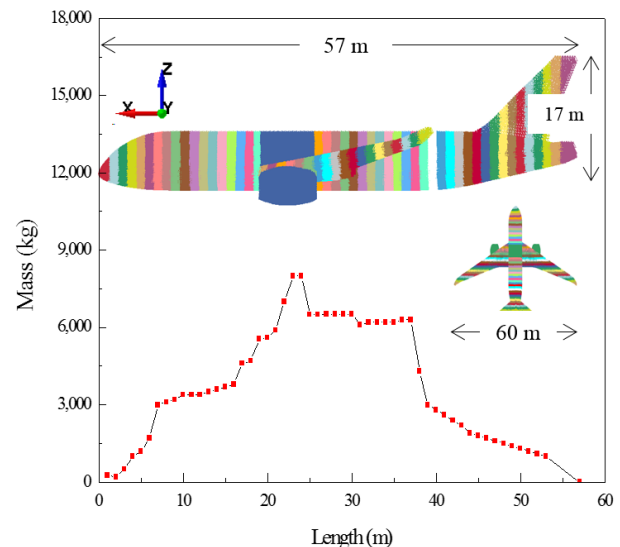 18,000
57 m
Z
X
Y
15,000
17 m
12,000
Mass (kg)
9,000
60 m
6,000
3,000
0
0 10 20 30 40 50 60
Length (m)